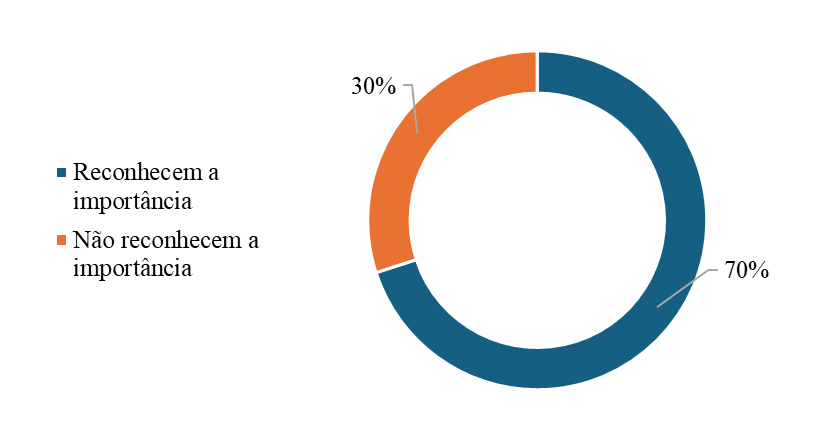 30%
Reconhecem a
importância
Não reconhecem a
importância
70%